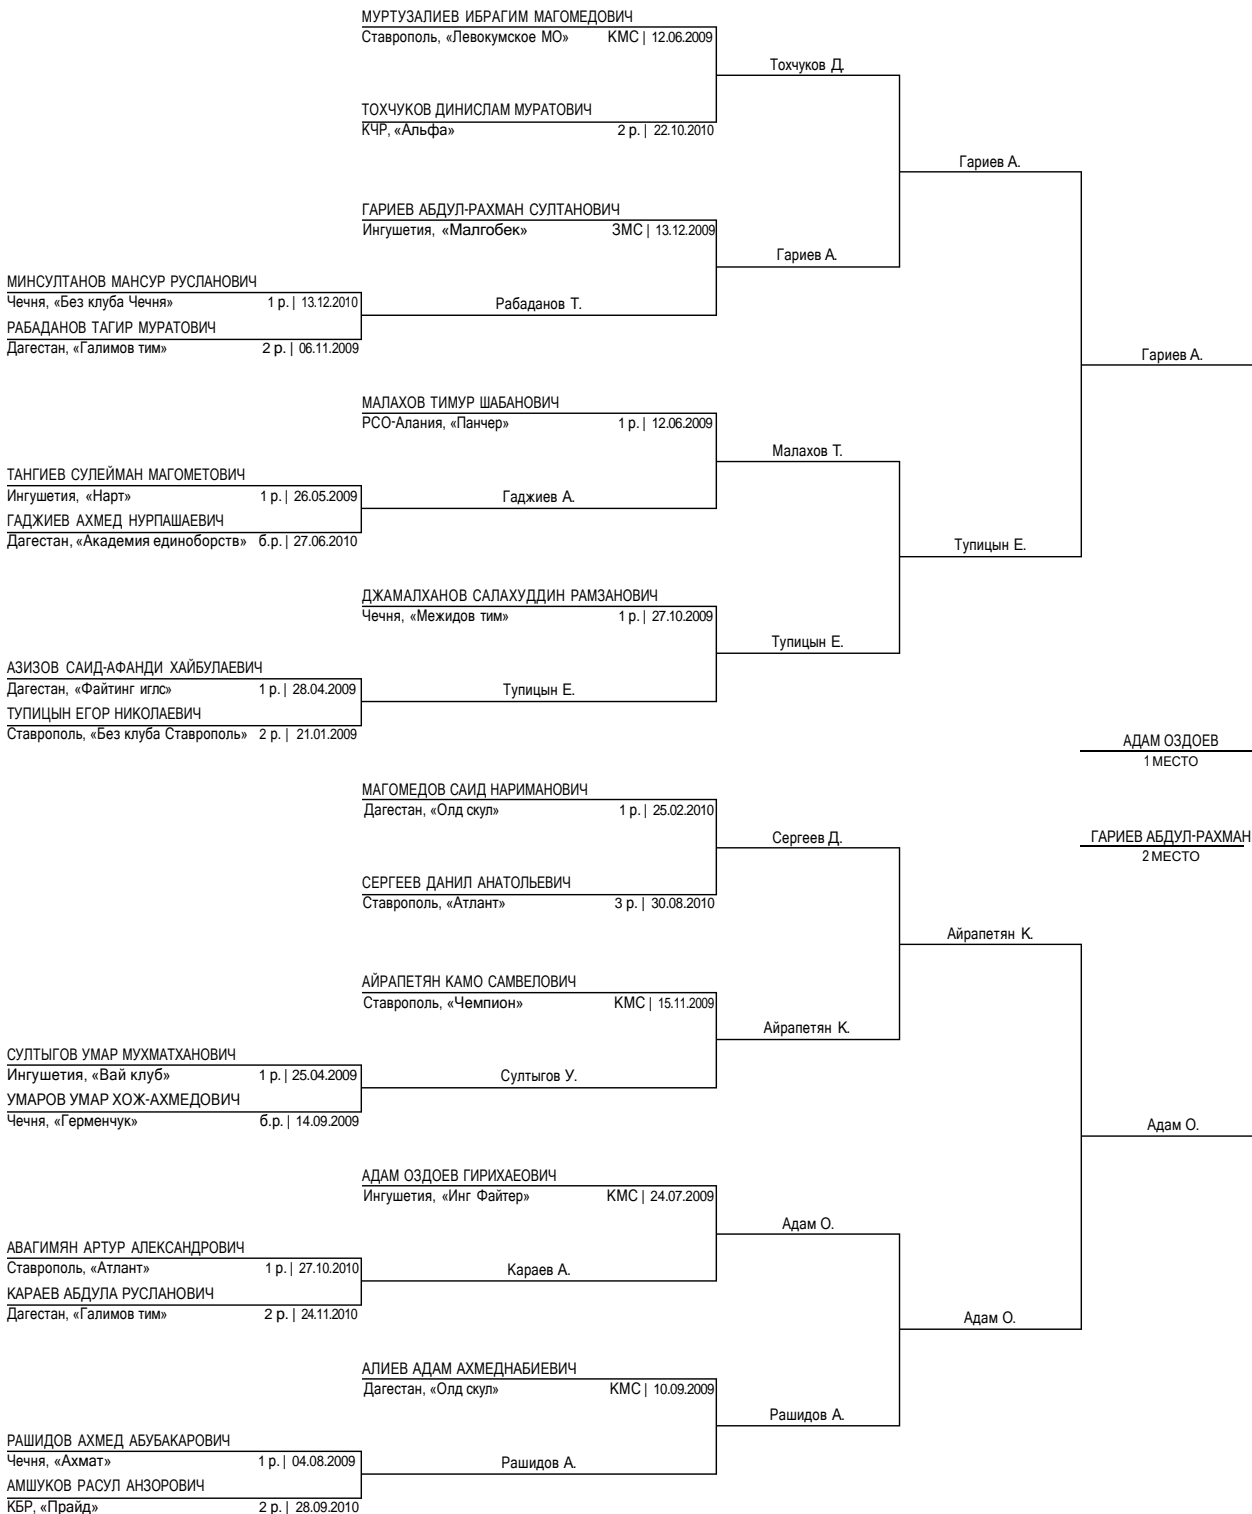 МУРТУЗАЛИЕВ ИБРАГИМ МАГОМЕДОВИЧ
Ставрополь, «Левокумское МО» КМС | 12.06.2009
Тохчуков Д.
ТОХЧУКОВ ДИНИСЛАМ МУРАТОВИЧ
КЧР, «Альфа» 2 р. | 22.10.2010
Гариев А.
ГАРИЕВ АБДУЛ-РАХМАН СУЛТАНОВИЧ
Ингушетия, «Малгобек» ЗМС | 13.12.2009
Гариев А.
МИНСУЛТАНОВ МАНСУР РУСЛАНОВИЧ
Чечня, «Без клуба Чечня» 1 р. | 13.12.2010
Рабаданов Т.
РАБАДАНОВ ТАГИР МУРАТОВИЧ
Дагестан, «Галимов тим» 2 р. | 06.11.2009
Гариев А.
МАЛАХОВ ТИМУР ШАБАНОВИЧ
РСО-Алания, «Панчер» 1 р. | 12.06.2009
Малахов Т.
ТАНГИЕВ СУЛЕЙМАН МАГОМЕТОВИЧ
Ингушетия, «Нарт» 1 р. | 26.05.2009
Гаджиев А.
ГАДЖИЕВ АХМЕД НУРПАШАЕВИЧ
Дагестан, «Академия единоборств» б.р. | 27.06.2010
Тупицын Е.
ДЖАМАЛХАНОВ САЛАХУДДИН РАМЗАНОВИЧ
Чечня, «Межидов тим» 1 р. | 27.10.2009
Тупицын Е.
АЗИЗОВ САИД-АФАНДИ ХАЙБУЛАЕВИЧ
Дагестан, «Файтинг иглс» 1 р. | 28.04.2009
Тупицын Е.
ТУПИЦЫН ЕГОР НИКОЛАЕВИЧ
Ставрополь, «Без клуба Ставрополь» 2 р. | 21.01.2009
АДАМ ОЗДОЕВ
1 МЕСТО
МАГОМЕДОВ САИД НАРИМАНОВИЧ
Дагестан, «Олд скул» 1 р. | 25.02.2010
Сергеев Д.
ГАРИЕВ АБДУЛ-РАХМАН
2 МЕСТО
СЕРГЕЕВ ДАНИЛ АНАТОЛЬЕВИЧ
Ставрополь, «Атлант» 3 р. | 30.08.2010
Айрапетян К.
АЙРАПЕТЯН КАМО САМВЕЛОВИЧ
Ставрополь, «Чемпион» КМС | 15.11.2009
Айрапетян К.
СУЛТЫГОВ УМАР МУХМАТХАНОВИЧ
Ингушетия, «Вай клуб» 1 р. | 25.04.2009
Султыгов У.
УМАРОВ УМАР ХОЖ-АХМЕДОВИЧ
Чечня, «Герменчук» б.р. | 14.09.2009
Адам О.
АДАМ ОЗДОЕВ ГИРИХАЕОВИЧ
Ингушетия, «Инг Файтер» КМС | 24.07.2009
Адам О.
АВАГИМЯН АРТУР АЛЕКСАНДРОВИЧ
Ставрополь, «Атлант» 1 р. | 27.10.2010
Караев А.
КАРАЕВ АБДУЛА РУСЛАНОВИЧ
Дагестан, «Галимов тим» 2 р. | 24.11.2010
Адам О.
АЛИЕВ АДАМ АХМЕДНАБИЕВИЧ
Дагестан, «Олд скул» КМС | 10.09.2009
Рашидов А.
РАШИДОВ АХМЕД АБУБАКАРОВИЧ
Чечня, «Ахмат» 1 р. | 04.08.2009
Рашидов А.
АМШУКОВ РАСУЛ АНЗОРОВИЧ
КБР, «Прайд» 2 р. | 28.09.2010